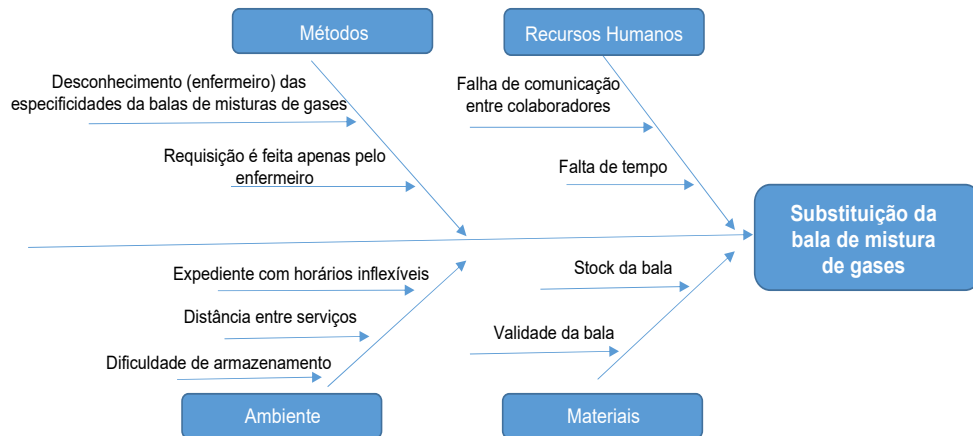 Métodos
Recursos Humanos
Desconhecimento (enfermeiro) das
especificidades da balas de misturas de gases
Requisição é feita apenas pelo
enfermeiro
Falha de comunicação
entre colaboradores
Falta de tempo
Substituição da
bala de mistura
de gases
Expediente com horários inflexíveis
Distância entre serviços
Dificuldade de armazenamento
Stock da bala
Validade da bala
Ambiente
Materiais